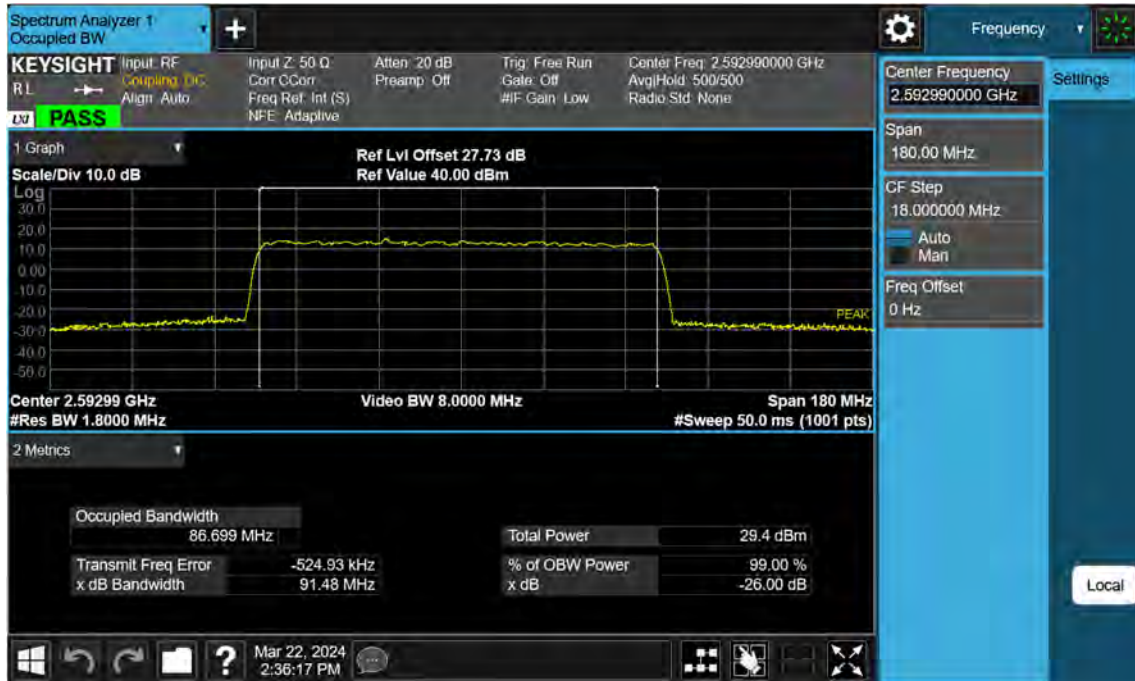 Spectrum Analyzer 1
Occupied BW
Frequency
KEYSIGHT
RL
Input: RF
Coupling: DC
Align: Auto
Input Z: 50 Ω
Corr CCorr
Freq Ref: Int (S)
NFE: Adaptive
Atten: 20 dB
Preamp: Off
Trig: Free Run
Gate: Off
#IF Gain: Low
Center Freq: 2.592990000 GHz
Avg|Hold: 500/500
Radio Std: None
LXI PASS
Center Frequency
2.592990000 GHz
Settings
Span
180.00 MHz
CF Step
18.000000 MHz
Auto
Man
Freq Offset
0 Hz
1 Graph
Scale/Div 10.0 dB
Ref Lvl Offset 27.73 dB
Ref Value 40.00 dBm
Log
30.0
20.0
10.0
0.00
-10.0
-20.0
-30.0
-40.0
-50.0
PEAK
Center 2.59299 GHz
Video BW 8.0000 MHz
Span 180 MHz
#Res BW 1.8000 MHz
#Sweep 50.0 ms (1001 pts)
2 Metrics
Occupied Bandwidth
86.699 MHz
Total Power 29.4 dBm
Transmit Freq Error -524.93 kHz
% of OBW Power 99.00 %
x dB Bandwidth 91.48 MHz
x dB -26.00 dB
Local
Mar 22, 2024
2:36:17 PM